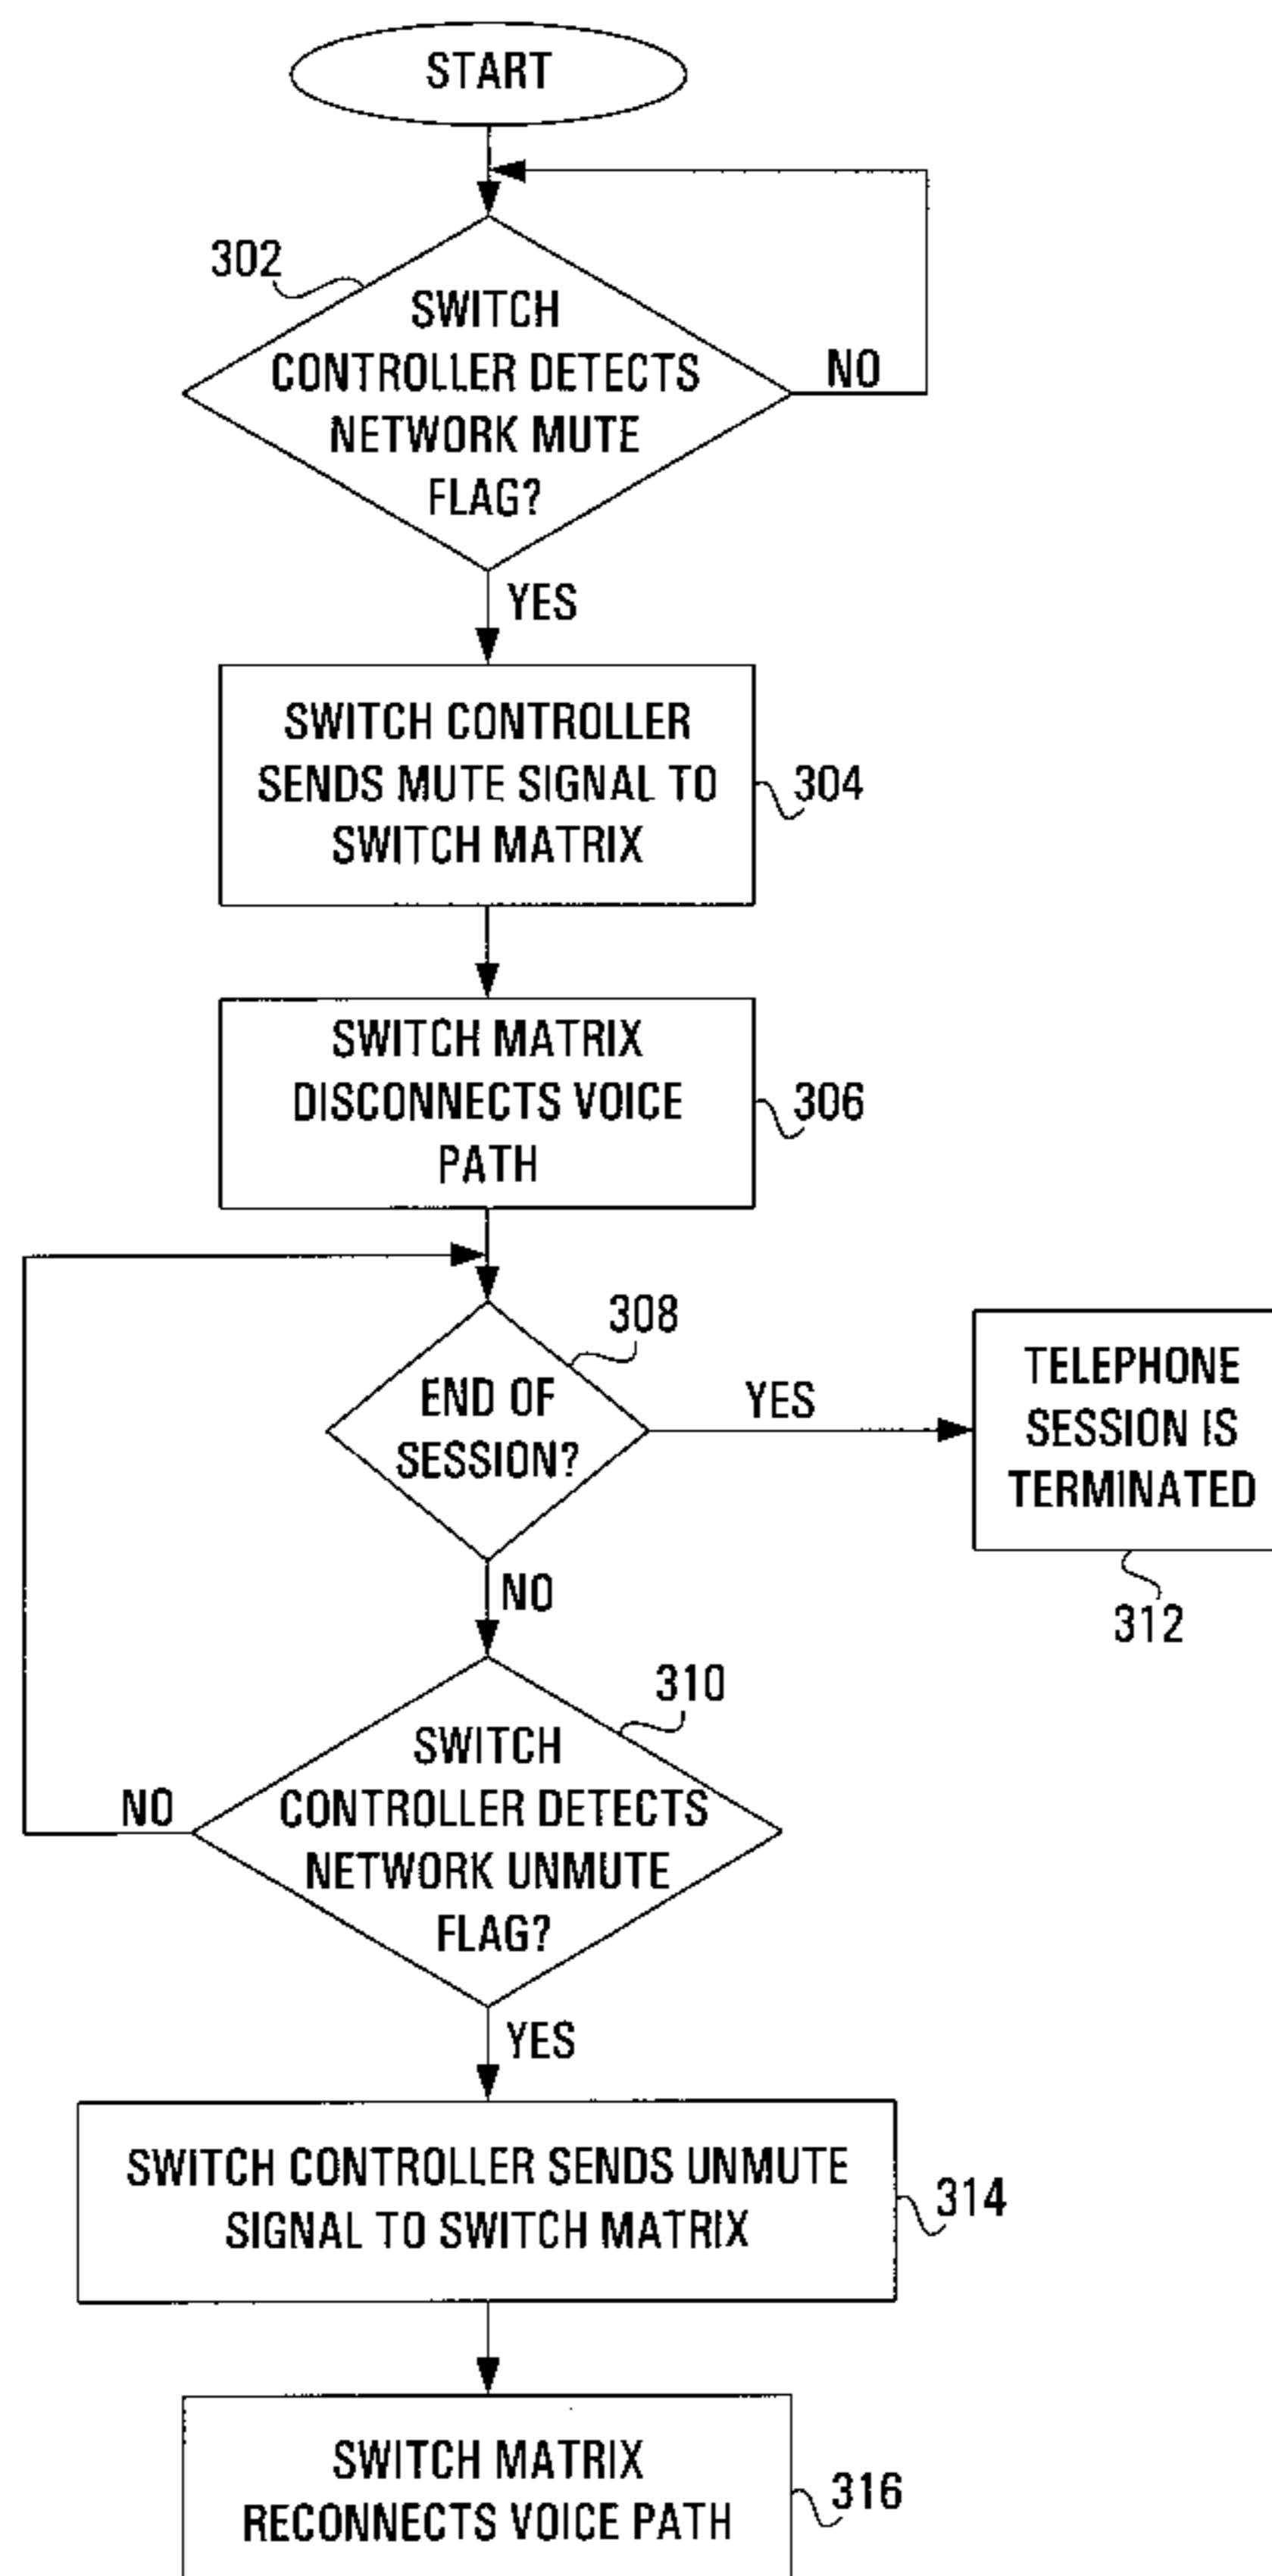 START
302
SWITCH
CONTROLLER DETECTS
NETWORK MUTE
FLAG?
NO
YES
SWITCH CONTROLLER
SENDS MUTE SIGNAL TO
SWITCH MATRIX
304
SWITCH MATRIX
DISCONNECTS VOICE
PATH
306
308
END OF
SESSION?
YES
TELEPHONE
SESSION IS
TERMINATED
312
NO
310
SWITCH
CONTROLLER DETECTS
NETWORK UNMUTE
FLAG?
NO
YES
SWITCH CONTROLLER SENDS UNMUTE
SIGNAL TO SWITCH MATRIX
314
SWITCH MATRIX
RECONNECTS VOICE PATH
316